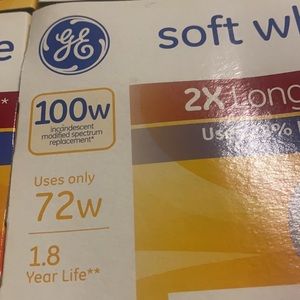 GE
soft wh
100w
incandescent
modified spectrum
replacement*
2X Long
Uses only
72w
1.8
Year Life**